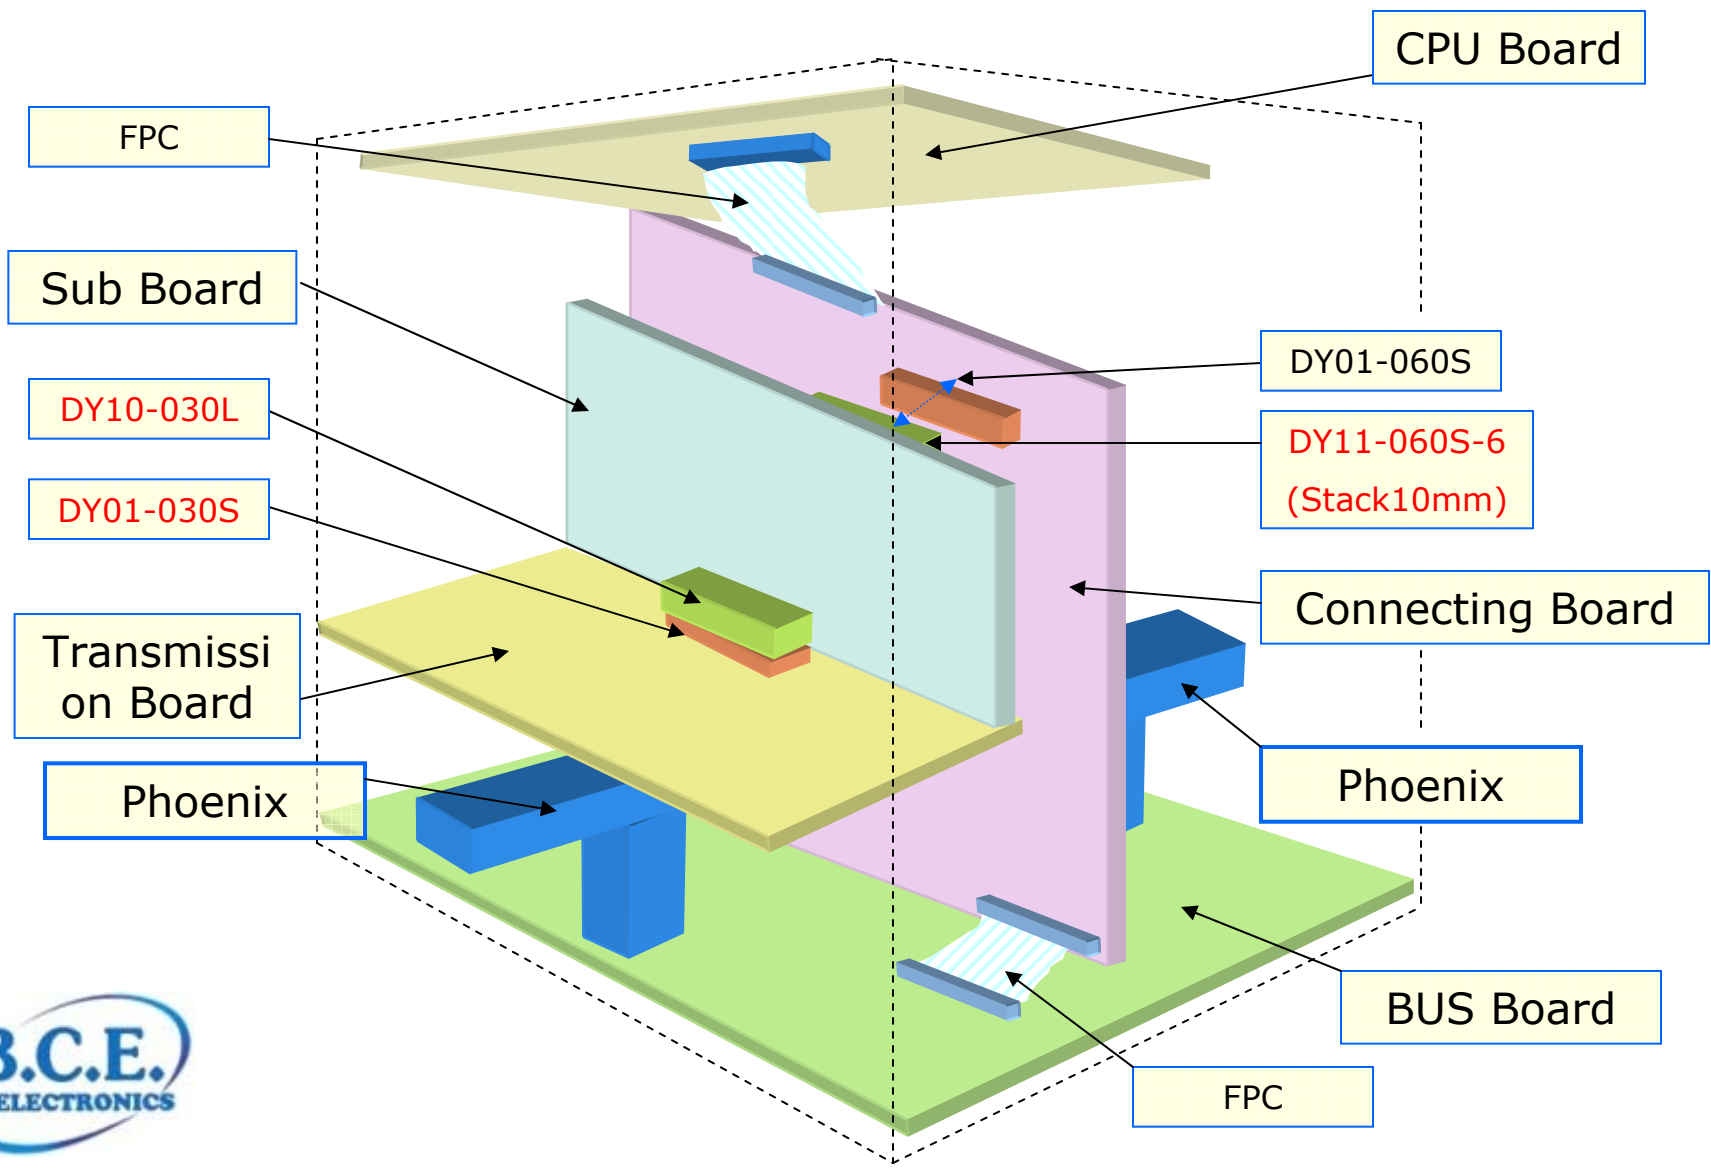 CPU Board
FPC
Sub Board
DY01-060S
DY10-030L
DY11-060S-6
(Stack10mm)
DY01-030S
Connecting Board
Transmissi
on Board
Phoenix
Phoenix
BUS Board
B.C.E.
ELECTRONICS
FPC